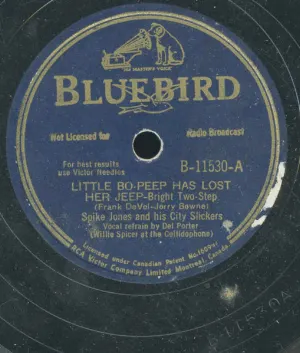 "HIS MASTER'S VOICE"
BLUEBIRD
Not Licensed for Radio Broadcast
For best results
use Victor Needles
B-11530-A
LITTLE BO-PEEP HAS LOST
HER JEEP-Bright Two-Step
(Frank DeVol-Jerry Bowne)
Spike Jones and his City Slickers
Vocal refrain by Del Porter
(Willie Spicer at the Collidophone)
Licensed under Canadian Patent No.
RCA Victor Company Limited Montreal, Canada
B11530A